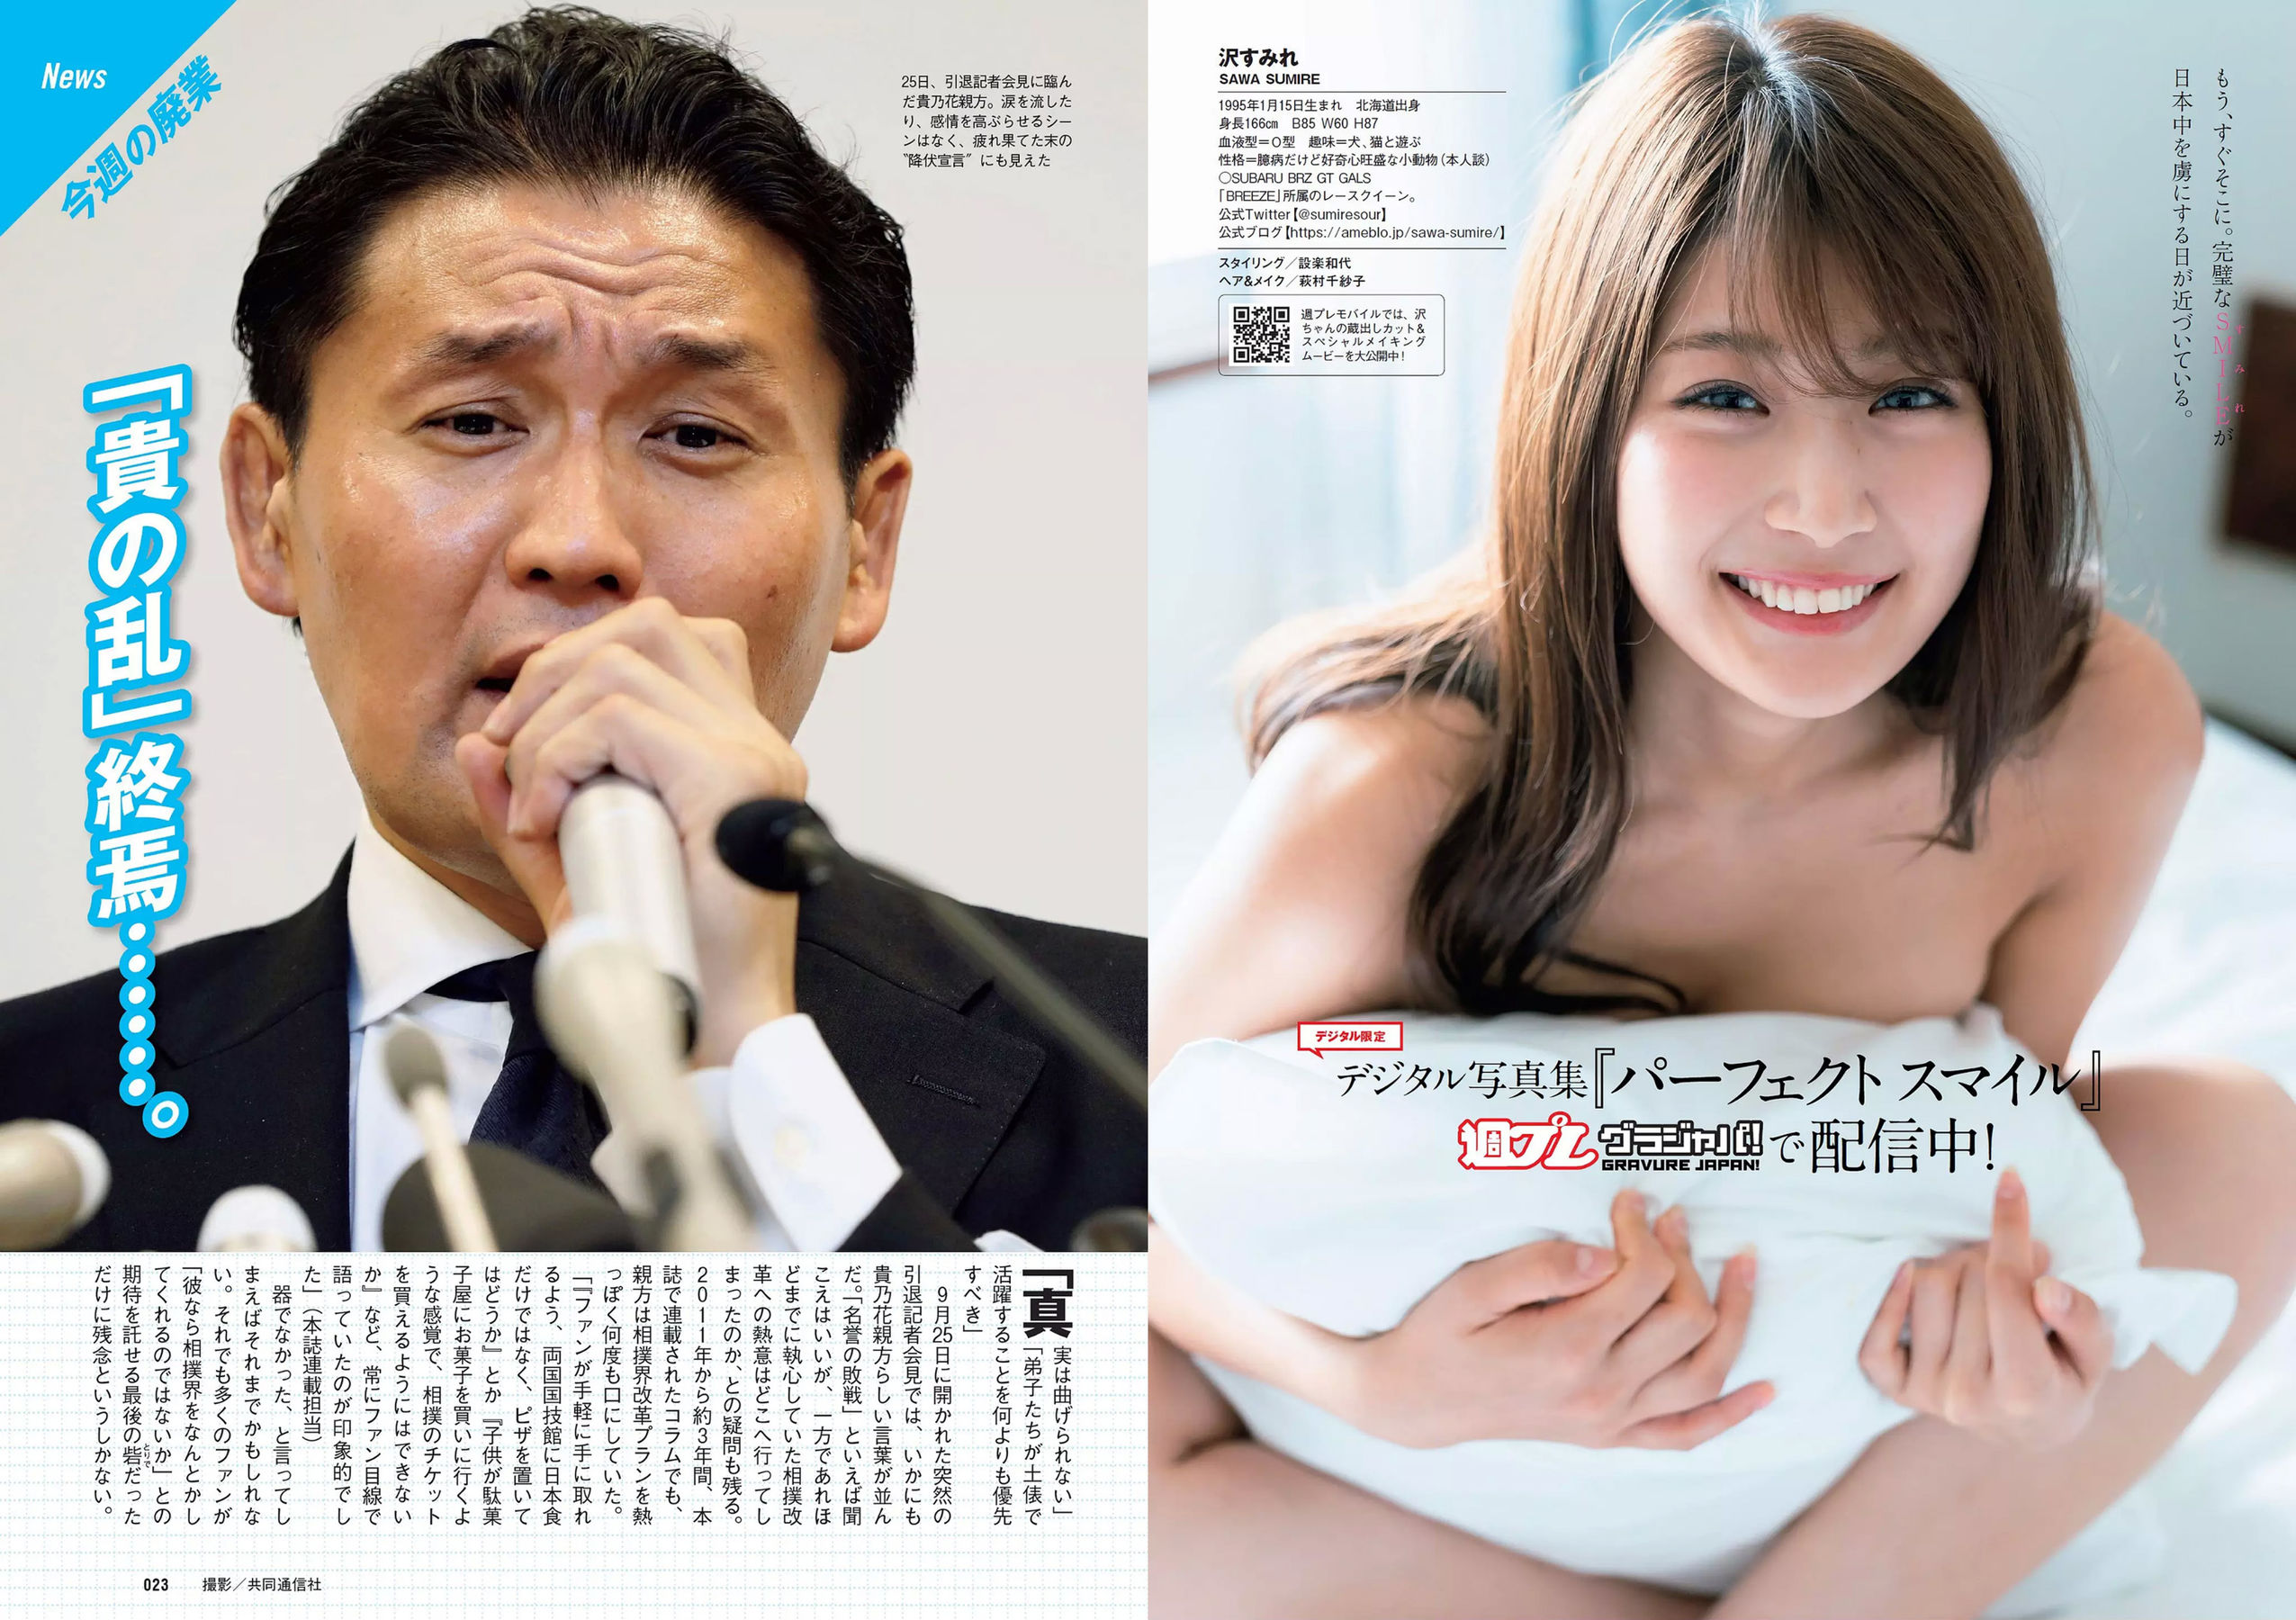 もう、すぐそこに。完璧なSMILEが
すみれ
日本中を虜にする日が近づいている。
沢すみれ
SAWA SUMIRE
1995年1月15日生まれ 北海道出身
身長166㎝ B85 W60 H87
血液型＝O型 趣味＝犬、猫と遊ぶ
性格＝臆病だけど好奇心旺盛な小動物（本人談）
○SUBARU BRZ GT GALS
「BREEZE」所属のレースクイーン。
公式Twitter【@sumiresour】
公式ブログ【https://ameblo.jp/sawa-sumire/】
スタイリング／設楽和代
ヘア&メイク／萩村千紗子
週プレモバイルでは、沢
ちゃんの蔵出しカット&
スペシャルメイキング
ムービーを大公開中！
デジタル限定
デジタル写真集『パーフェクト スマイル』
週プレ グラジャパ！ GRAVURE JAPAN! で配信中！
News
今週の廃業
25日、引退記者会見に臨ん
だ貴乃花親方。涙を流した
り、感情を高ぶらせるシー
ンはなく、疲れ果てた末の
〝降伏宣言〟にも見えた
「貴の乱」終焉………。
「真実は曲げられない」
「弟子たちが土俵で
活躍することを何よりも優先
すべき」
9月25日に開かれた突然の
引退記者会見では、いかにも
貴乃花親方らしい言葉が並ん
だ。「名誉の敗戦」といえば聞
こえはいいが、一方であれほ
どまでに執心していた相撲改
革への熱意はどこへ行ってし
まったのか、との疑問も残る。
2011年から約3年間、本
誌で連載されたコラムでも、
親方は相撲界改革プランを熱
っぽく何度も口にしていた。
「『ファンが手軽に手に取れ
るよう、両国国技館に日本食
だけではなく、ピザを置いて
はどうか』とか『子供が駄菓
子屋にお菓子を買いに行くよ
うな感覚で、相撲のチケット
を買えるようにはできない
か』など、常にファン目線で
語っていたのが印象的でし
た」（本誌連載担当）
器でなかった、と言ってし
まえばそれまでかもしれな
い。それでも多くのファンが
「彼なら相撲界をなんとかし
てくれるのではないか」との
期待を託せる最後の砦だった
とりで
だけに残念というしかない。
023 撮影／共同通信社